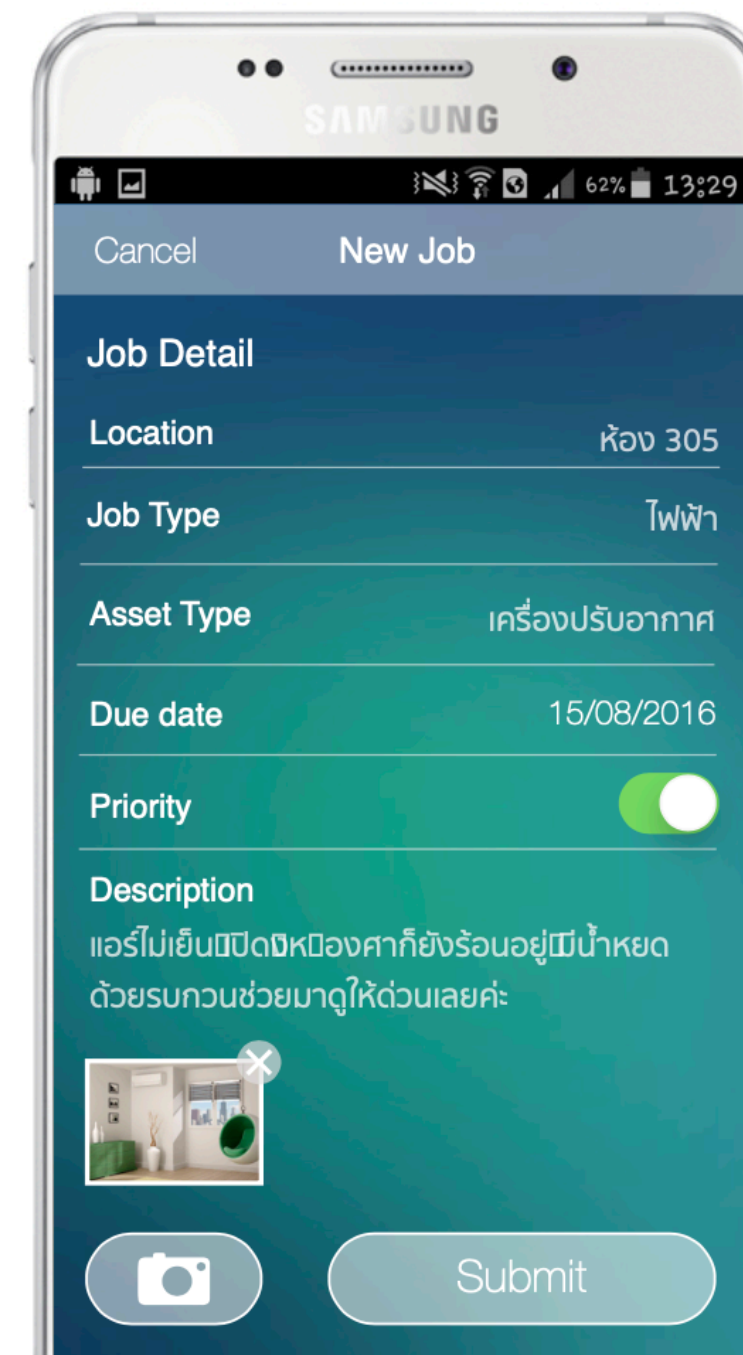 SAMSUNG
62% 13:29
Cancel New Job
Job Detail
Location ห้อง 305
Job Type ไฟฟ้า
Asset Type เครื่องปรับอากาศ
Due date 15/08/2016
Priority
Description
แอร์ไม่เย็น องศาก็ยังร้อนอยู่ น้ำหยด
ด้วยรบกวนช่วยมาดูให้ด่วนเลยค่ะ
Submit